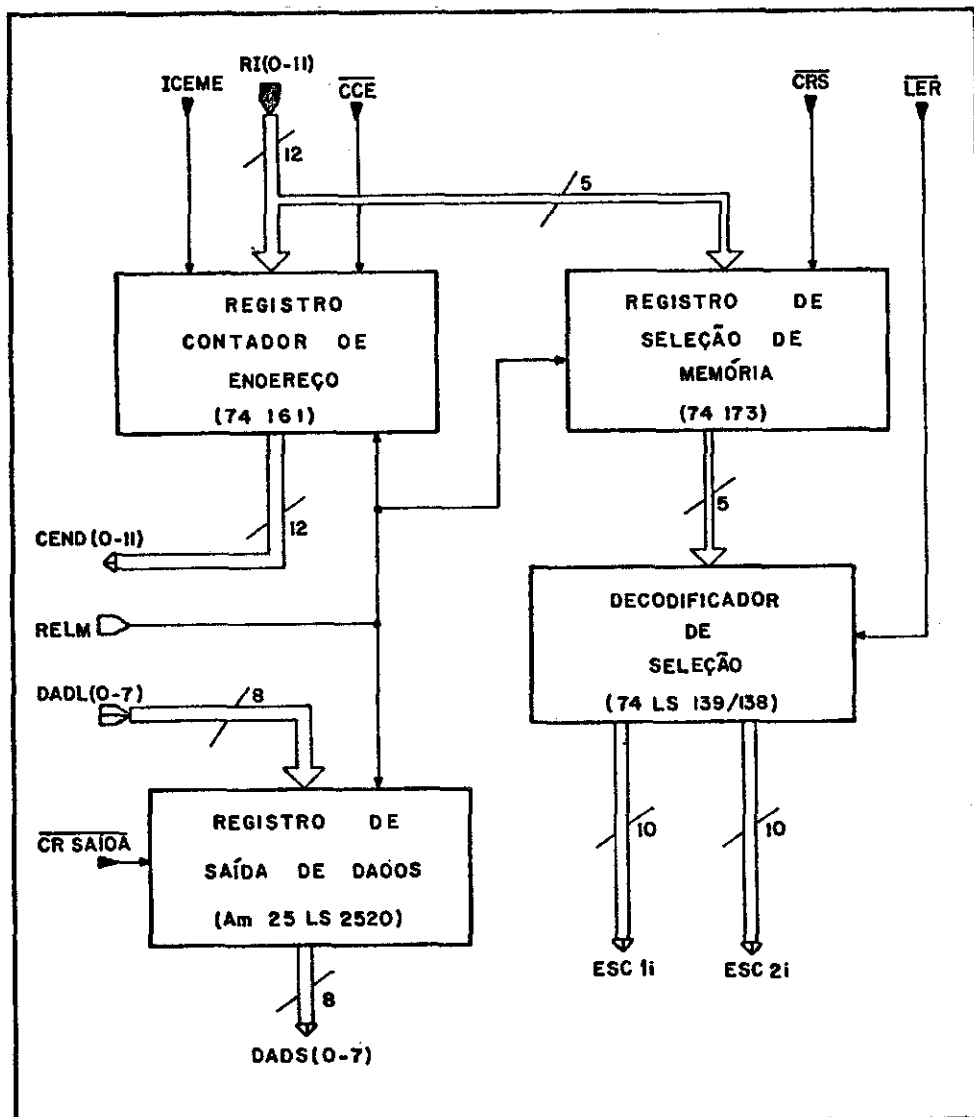 RI(0-11)
ICEME
CCE
CRS
LER
12
5
REGISTRO
CONTADOR DE
ENDEREÇO
(74 161)
REGISTRO DE
SELEÇÃO DE
MEMÓRIA
(74 173)
12
5
CEND(0-11)
DECODIFICADOR
DE
SELEÇÃO
(74 LS 139/138)
RELM
DADL(0-7)
8
REGISTRO DE
SAÍDA DE DADOS
(Am 25 LS 2520)
CR SAÍDA
10
10
8
ESC 1i
ESC 2i
DADS(0-7)